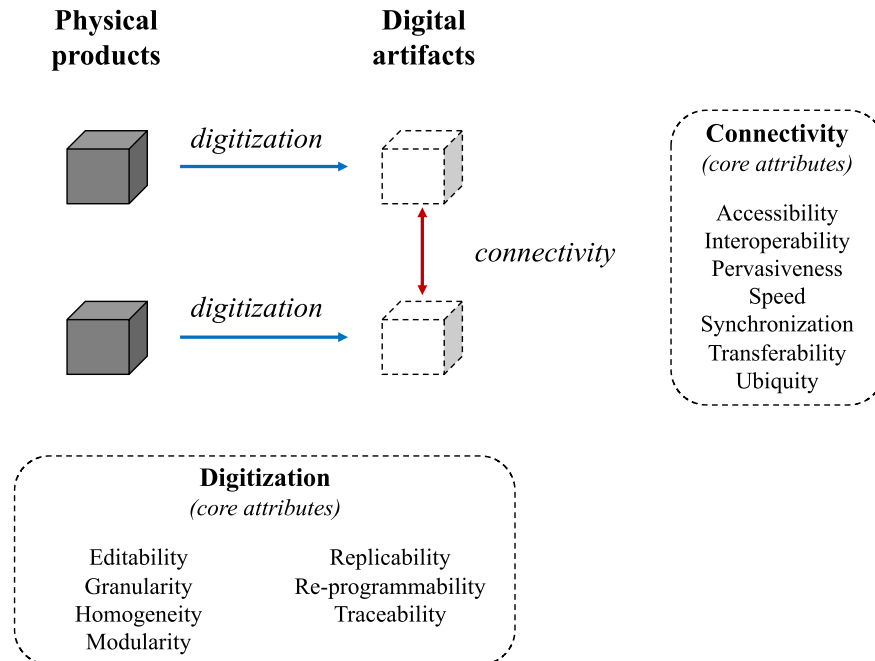 Physical
products
Digital
artifacts
digitization
connectivity
digitization
Connectivity
(core attributes)
Accessibility
Interoperability
Pervasiveness
Speed
Synchronization
Transferability
Ubiquity
Digitization
(core attributes)
Editability
Granularity
Homogeneity
Modularity
Replicability
Re-programmability
Traceability